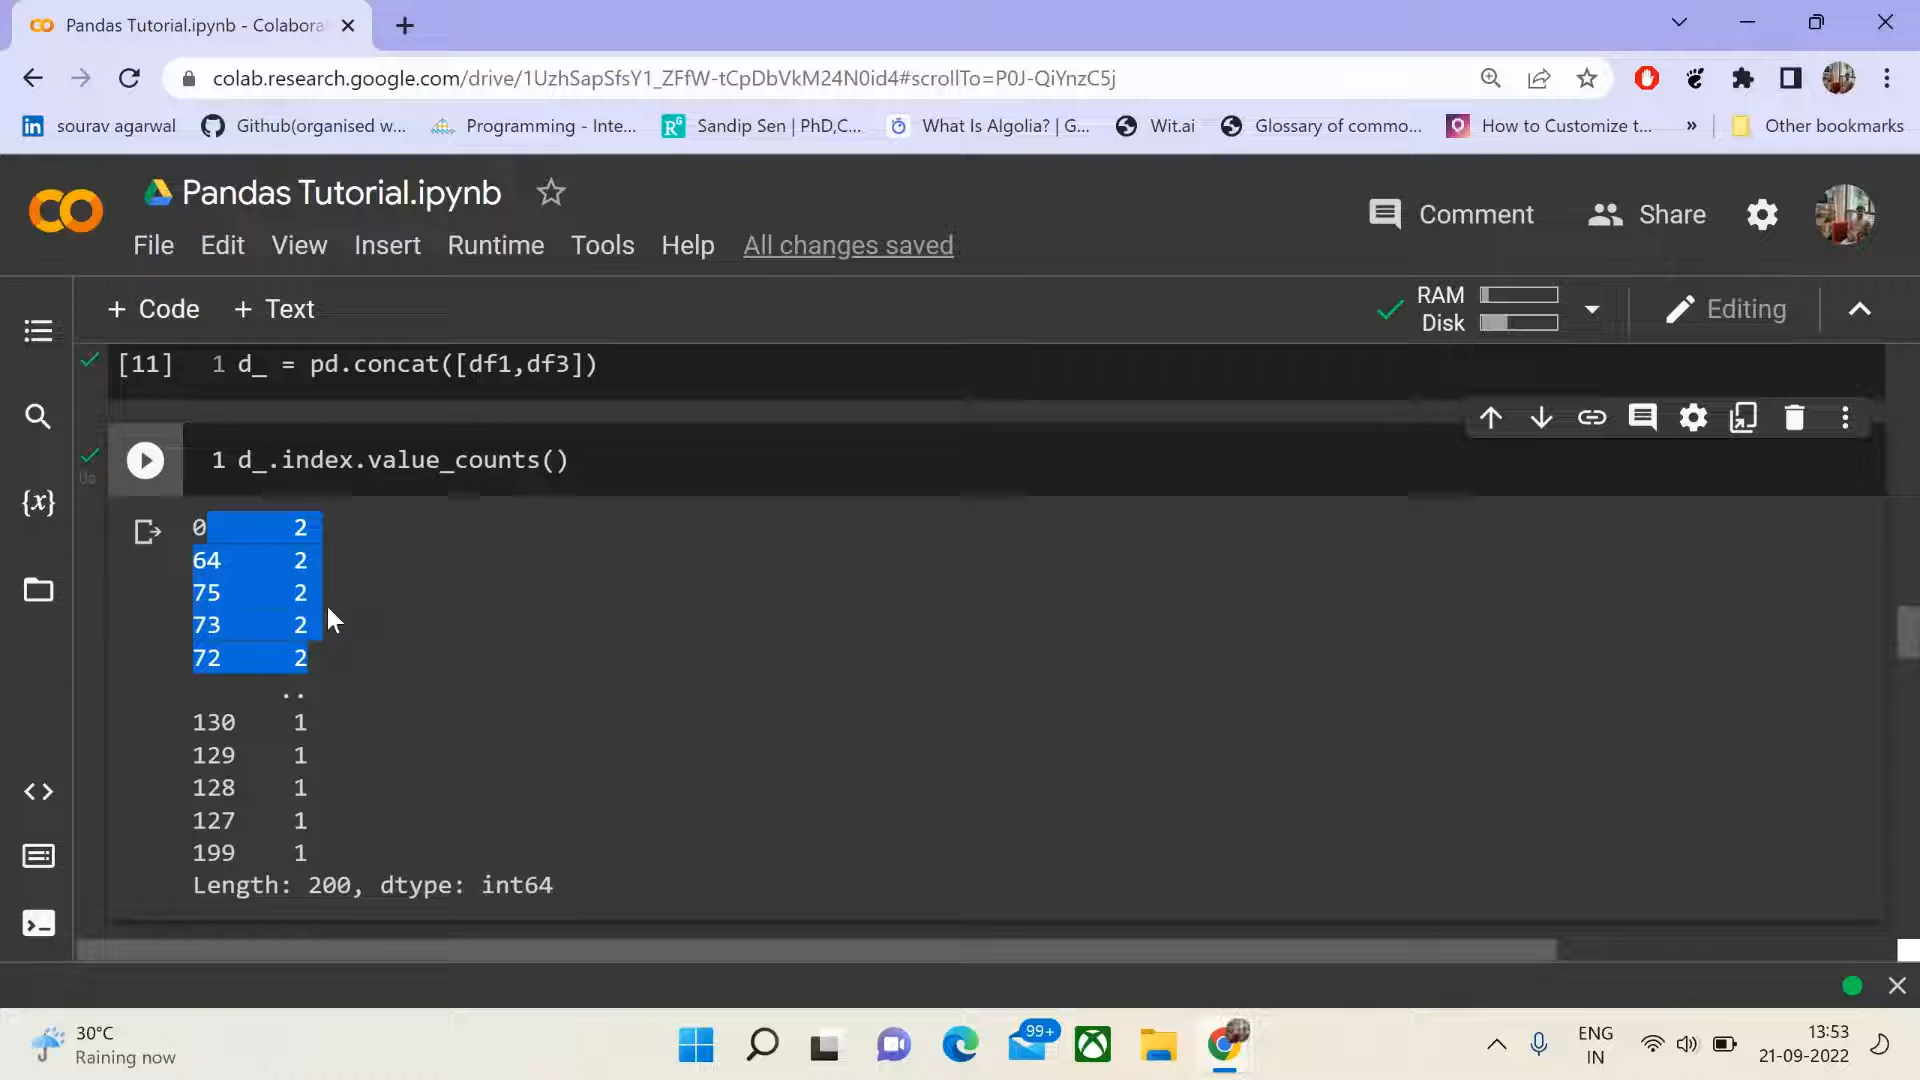 Pandas Tutorial.ipynb - Colabora
colab.research.google.com/drive/1UzhSapSfsY1_ZFfW-tCpDbVkM24N0id4#scrollTo=P0J-QiYnzC5j
sourav agarwal Github(organised w... Programming - Inte... Sandip Sen | PhD,C... What Is Algolia? | G... Wit.ai Glossary of commo... How to Customize t... » Other bookmarks
Pandas Tutorial.ipynb
Comment Share
File Edit View Insert Runtime Tools Help All changes saved
+ Code + Text
RAM
Disk
Editing
[11] 1 d_ = pd.concat([df1,df3])
1 d_.index.value_counts()
0s
0 2
64 2
75 2
73 2
72 2
..
130 1
129 1
128 1
127 1
199 1
Length: 200, dtype: int64
30°C
Raining now
99+
ENG
IN
13:53
21-09-2022